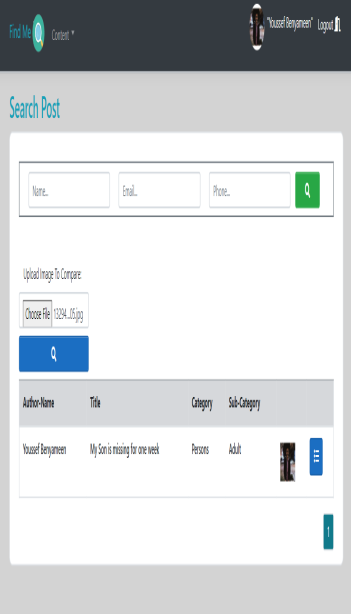 Find Me Content "Youssef Benyameen" Logout
Search Post
Name... Email... Phone...
Upload Image To Compare:
Choose File 13294...05.jpg
Author-Name Title Category Sub-Category
Youssef Benyameen My Son is missing for one week Persons Adult
1